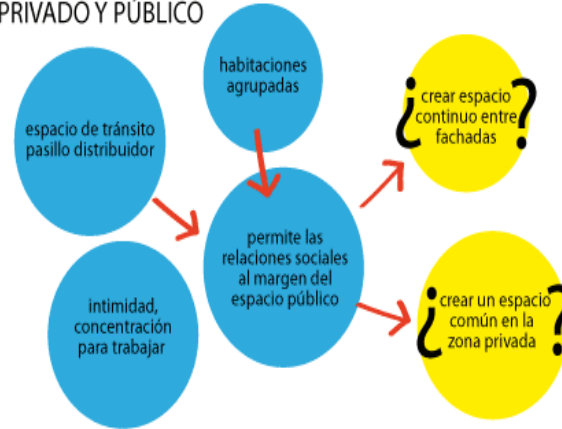 PRIVADO Y PÚBLICO
habitaciones
agrupadas
espacio de tránsito
pasillo distribuidor
¿crear espacio
continuo entre
fachadas?
permite las
relaciones sociales
al margen del
espacio público
intimidad,
concentración
para trabajar
¿crear un espacio
común en la
zona privada?